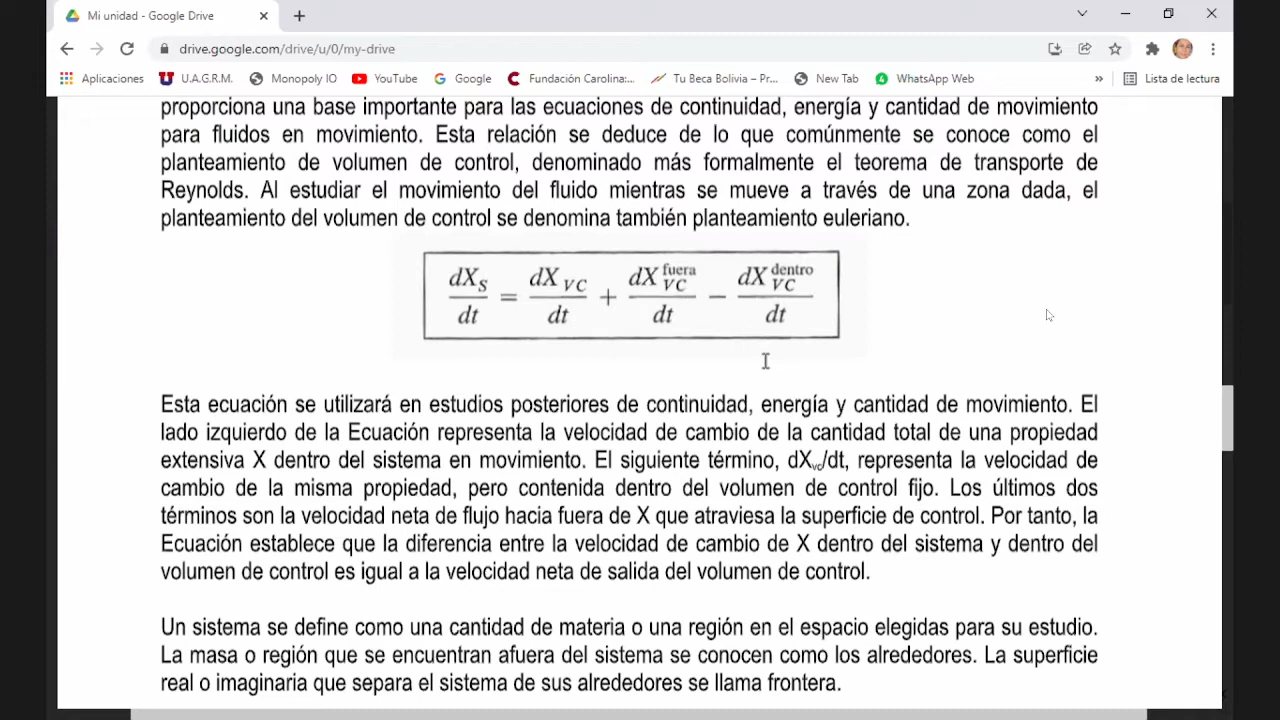 Mi unidad - Google Drive
drive.google.com/drive/u/0/my-drive
Aplicaciones U.A.G.R.M. Monopoly IO YouTube Google Fundación Carolina:... Tu Beca Bolivia – Pr... New Tab WhatsApp Web » Lista de lectura
proporciona una base importante para las ecuaciones de continuidad, energía y cantidad de movimiento
para fluidos en movimiento. Esta relación se deduce de lo que comúnmente se conoce como el
planteamiento de volumen de control, denominado más formalmente el teorema de transporte de
Reynolds. Al estudiar el movimiento del fluido mientras se mueve a través de una zona dada, el
planteamiento del volumen de control se denomina también planteamiento euleriano.
dX_S/dt = dX_VC/dt + dX_VC^fuera/dt − dX_VC^dentro/dt
Esta ecuación se utilizará en estudios posteriores de continuidad, energía y cantidad de movimiento. El
lado izquierdo de la Ecuación representa la velocidad de cambio de la cantidad total de una propiedad
extensiva X dentro del sistema en movimiento. El siguiente término, dXvc/dt, representa la velocidad de
cambio de la misma propiedad, pero contenida dentro del volumen de control fijo. Los últimos dos
términos son la velocidad neta de flujo hacia fuera de X que atraviesa la superficie de control. Por tanto, la
Ecuación establece que la diferencia entre la velocidad de cambio de X dentro del sistema y dentro del
volumen de control es igual a la velocidad neta de salida del volumen de control.
Un sistema se define como una cantidad de materia o una región en el espacio elegidas para su estudio.
La masa o región que se encuentran afuera del sistema se conocen como los alrededores. La superficie
real o imaginaria que separa el sistema de sus alrededores se llama frontera.